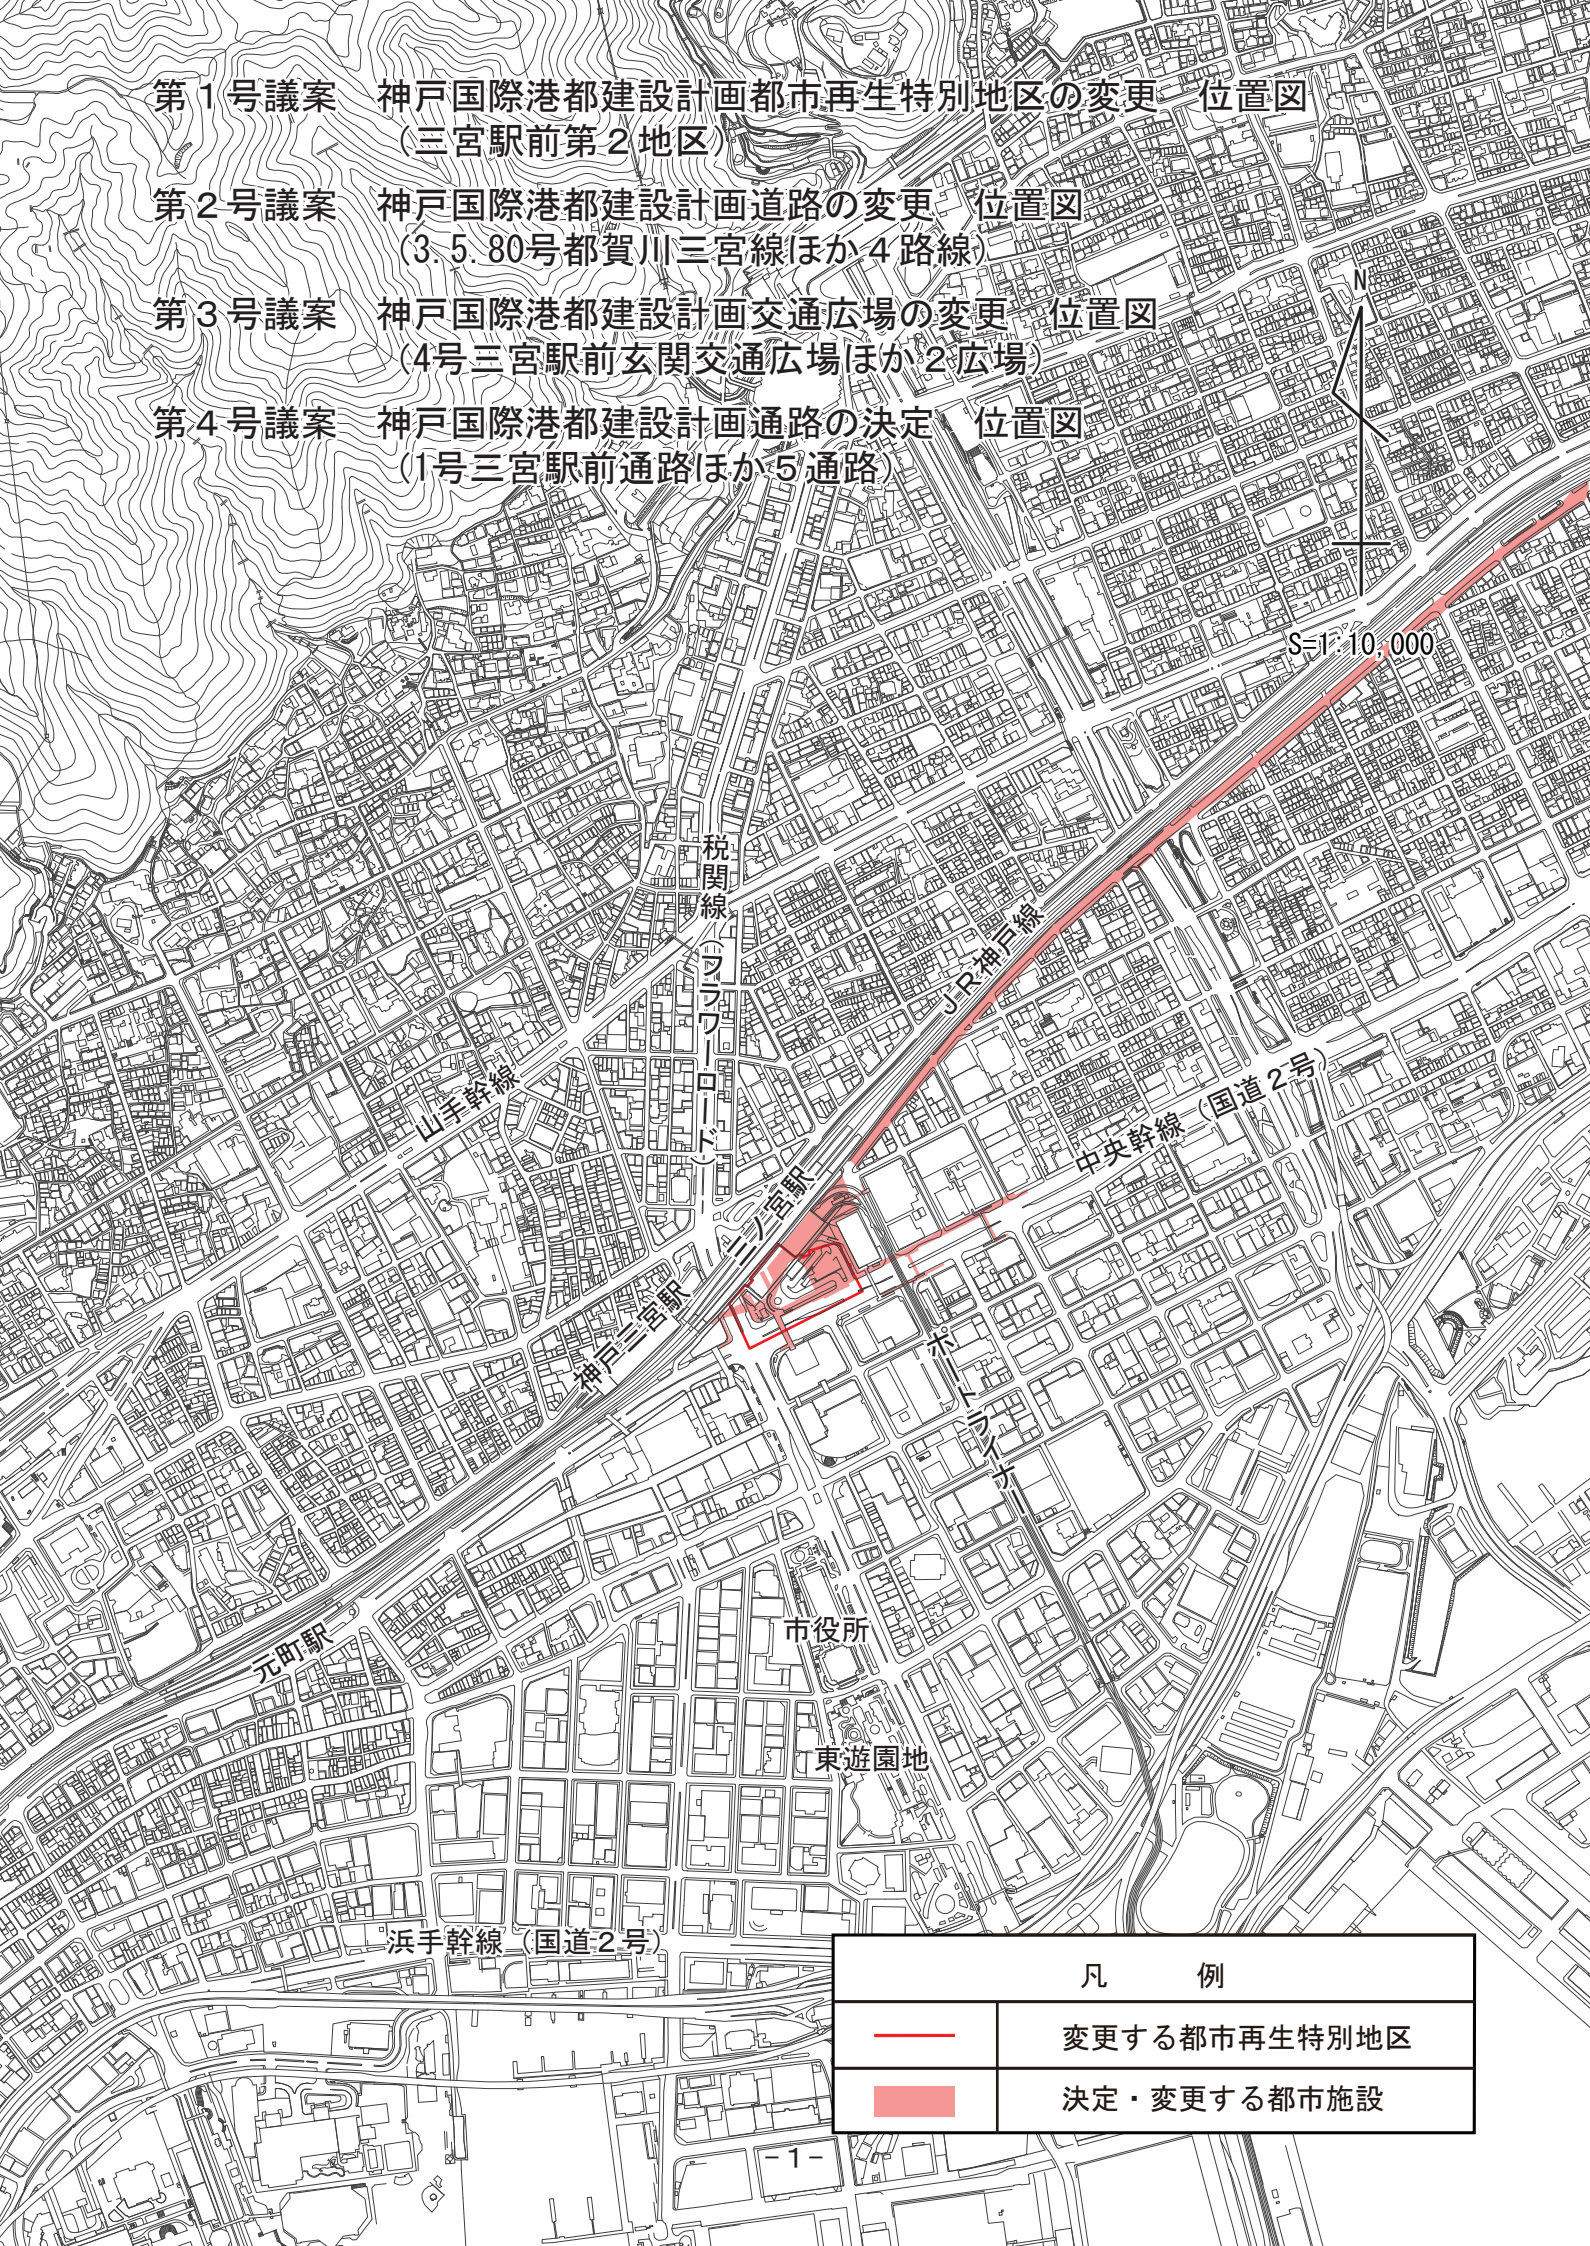 第１号議案　神戸国際港都建設計画都市再生特別地区の変更　位置図
（三宮駅前第２地区）
第２号議案　神戸国際港都建設計画道路の変更　位置図
（3.5.80号都賀川三宮線ほか４路線）
第３号議案　神戸国際港都建設計画交通広場の変更　位置図
（4号三宮駅前玄関交通広場ほか２広場）
第４号議案　神戸国際港都建設計画通路の決定　位置図
（1号三宮駅前通路ほか５通路）
N
S=1:10,000
税関線（フラワーロード）
ＪＲ神戸線
山手幹線
中央幹線（国道２号）
三ノ宮駅
神戸三宮駅
ポートライナー
元町駅
市役所
東遊園地
浜手幹線（国道２号）
凡　例
変更する都市再生特別地区
決定・変更する都市施設
-1-